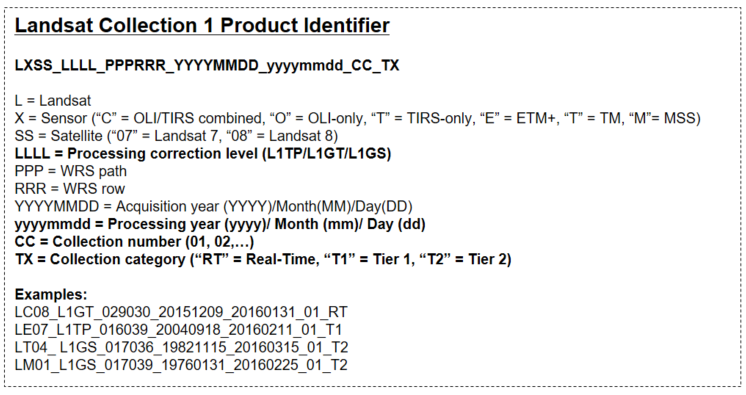 Landsat Collection 1 Product Identifier
LXSS_LLLL_PPPRRR_YYYYMMDD_yyyymmdd_CC_TX
L = Landsat
X = Sensor (“C” = OLI/TIRS combined, “O” = OLI-only, “T” = TIRS-only, “E” = ETM+, “T” = TM, “M”= MSS)
SS = Satellite (“07” = Landsat 7, “08” = Landsat 8)
LLLL = Processing correction level (L1TP/L1GT/L1GS)
PPP = WRS path
RRR = WRS row
YYYYMMDD = Acquisition year (YYYY)/Month(MM)/Day(DD)
yyyymmdd = Processing year (yyyy)/ Month (mm)/ Day (dd)
CC = Collection number (01, 02,…)
TX = Collection category (“RT” = Real-Time, “T1” = Tier 1, “T2” = Tier 2)
Examples:
LC08_L1GT_029030_20151209_20160131_01_RT
LE07_L1TP_016039_20040918_20160211_01_T1
LT04_ L1GS_017036_19821115_20160315_01_T2
LM01_L1GS_017039_19760131_20160225_01_T2